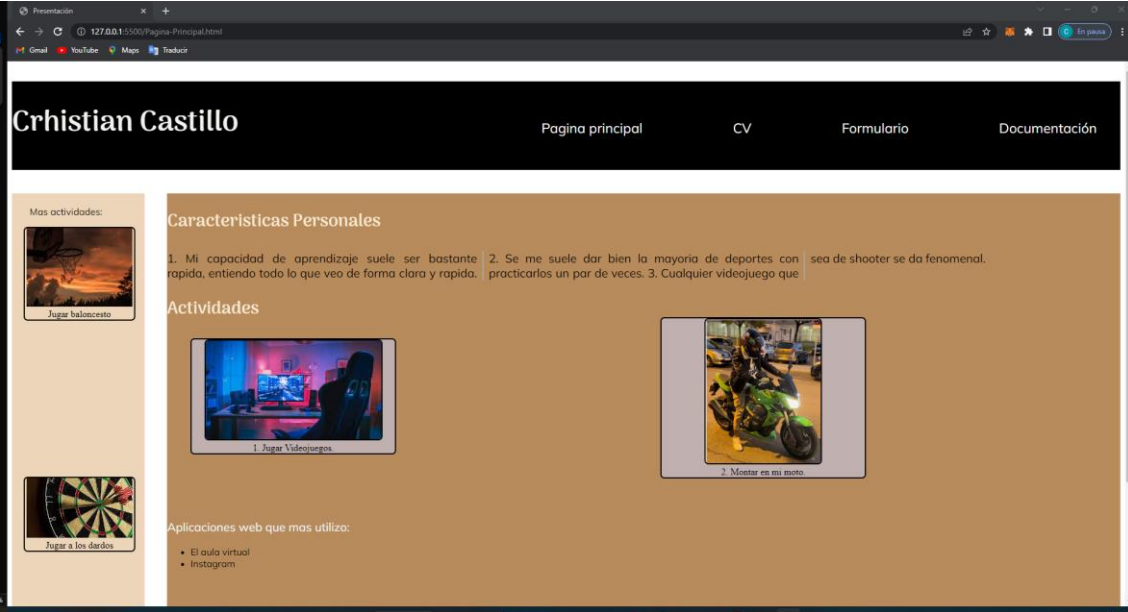 Presentación
127.0.0.1:5500/Pagina-Principal.html
En pausa
Gmail YouTube Maps Traducir
Crhistian Castillo
Pagina principal CV Formulario Documentación
Mas actividades:
Jugar baloncesto
Jugar a los dardos
Caracteristicas Personales
1. Mi capacidad de aprendizaje suele ser bastante
rapida, entiendo todo lo que veo de forma clara y rapida.
2. Se me suele dar bien la mayoria de deportes con
practicarlos un par de veces. 3. Cualquier videojuego que
sea de shooter se da fenomenal.
Actividades
1. Jugar Videojuegos.
2. Montar en mi moto.
Aplicaciones web que mas utilizo:
• El aula virtual
• Instagram